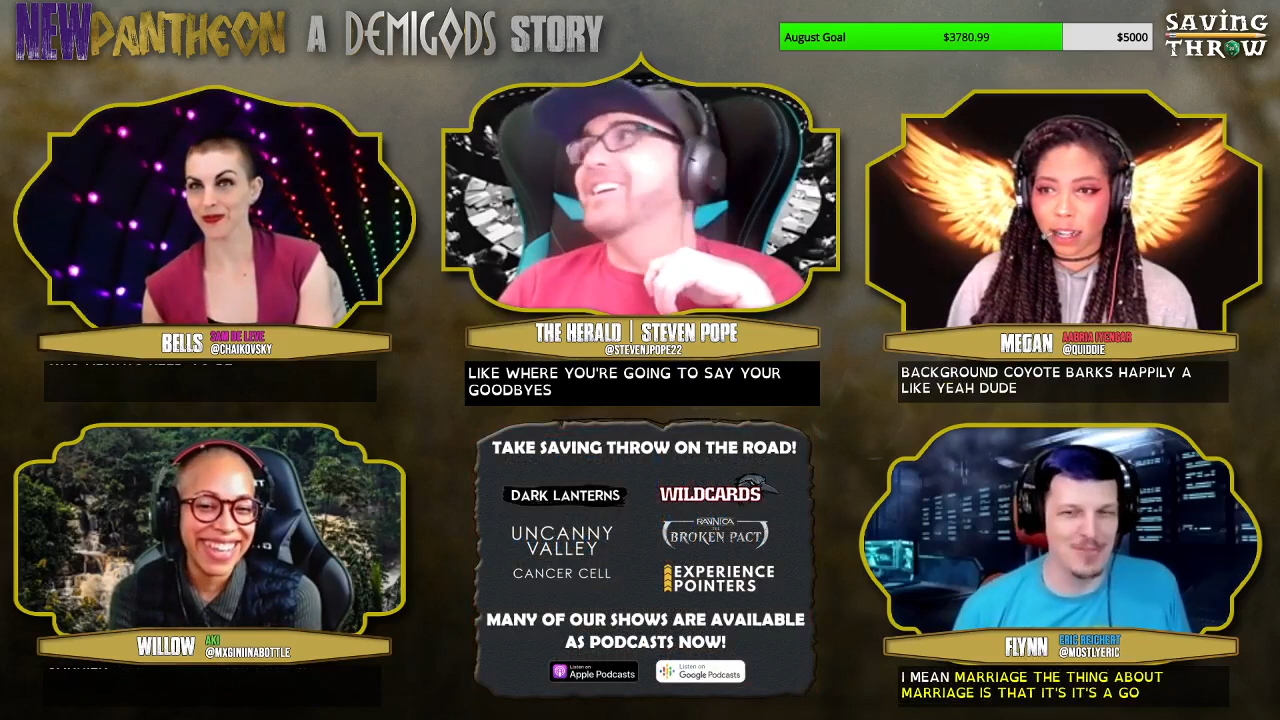 NEW PANTHEON A DEMIGODS STORY
August Goal $3780.99 $5000
SAVING THROW
BELLS SAM DE LEVE
@CHAIKOVSKY
THE HERALD | STEVEN POPE
@STEVENJPOPE22
MEGAN AABRIA IYENGAR
@QUIDDIE
LIKE WHERE YOU'RE GOING TO SAY YOUR
GOODBYES
BACKGROUND COYOTE BARKS HAPPILY A
LIKE YEAH DUDE
TAKE SAVING THROW ON THE ROAD!
DARK LANTERNS
WILDCARDS
UNCANNY
VALLEY
RAVNICA
BROKEN PACT
CANCER CELL
EXPERIENCE
POINTERS
MANY OF OUR SHOWS ARE AVAILABLE
AS PODCASTS NOW!
Listen on
Apple Podcasts
Listen on
Google Podcasts
WILLOW AKI
@MXGINIINABOTTLE
FLYNN ERIC REICHERT
@MOSTLYERIC
I MEAN MARRIAGE THE THING ABOUT
MARRIAGE IS THAT IT'S IT'S A GO